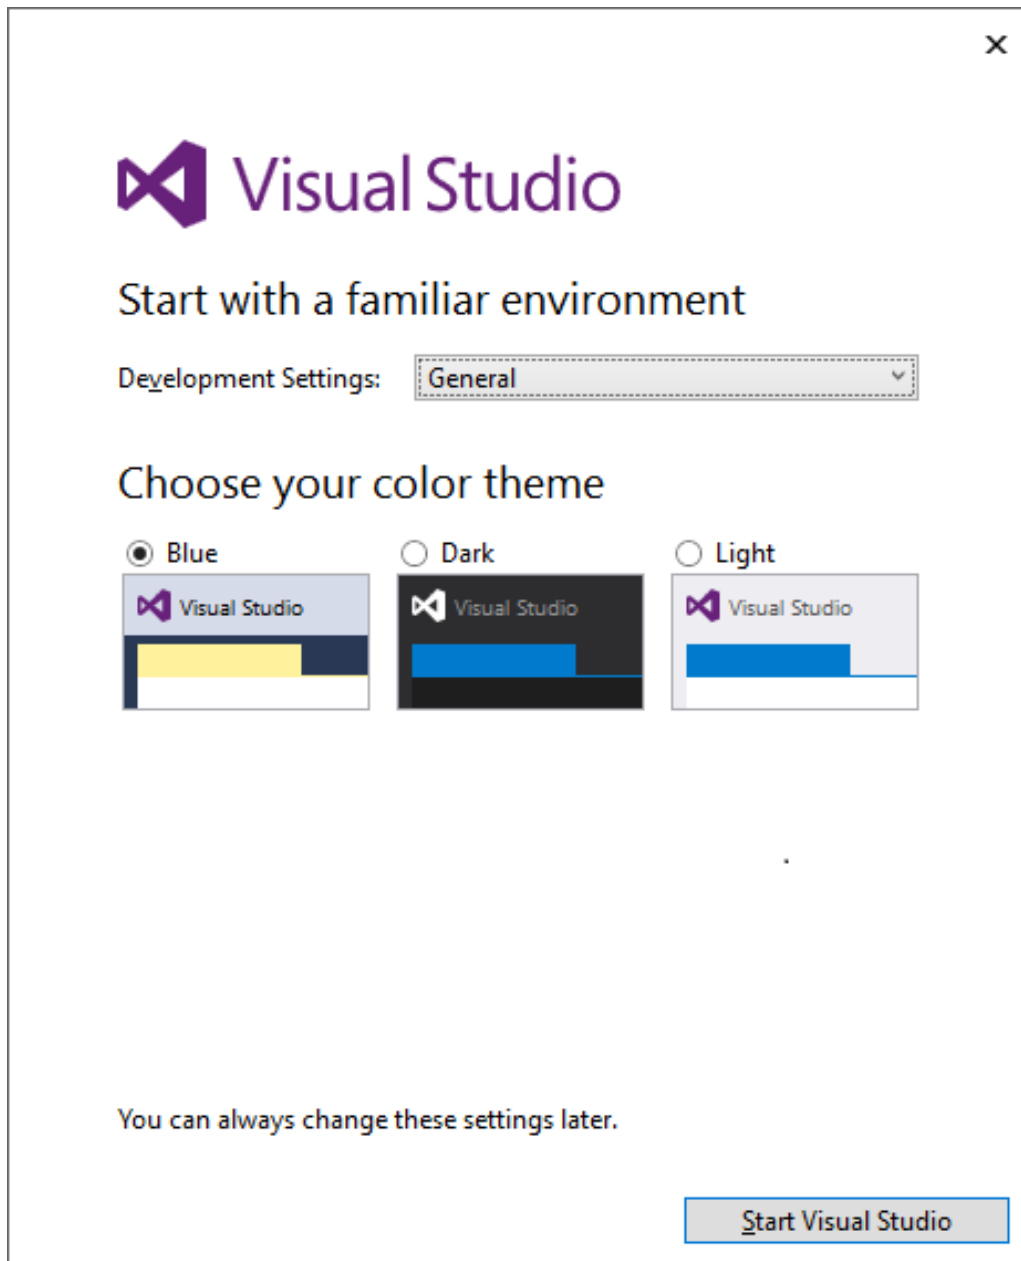 Visual Studio
Start with a familiar environment
Development Settings: General
Choose your color theme
Blue Dark Light
Visual Studio Visual Studio Visual Studio
You can always change these settings later.
Start Visual Studio